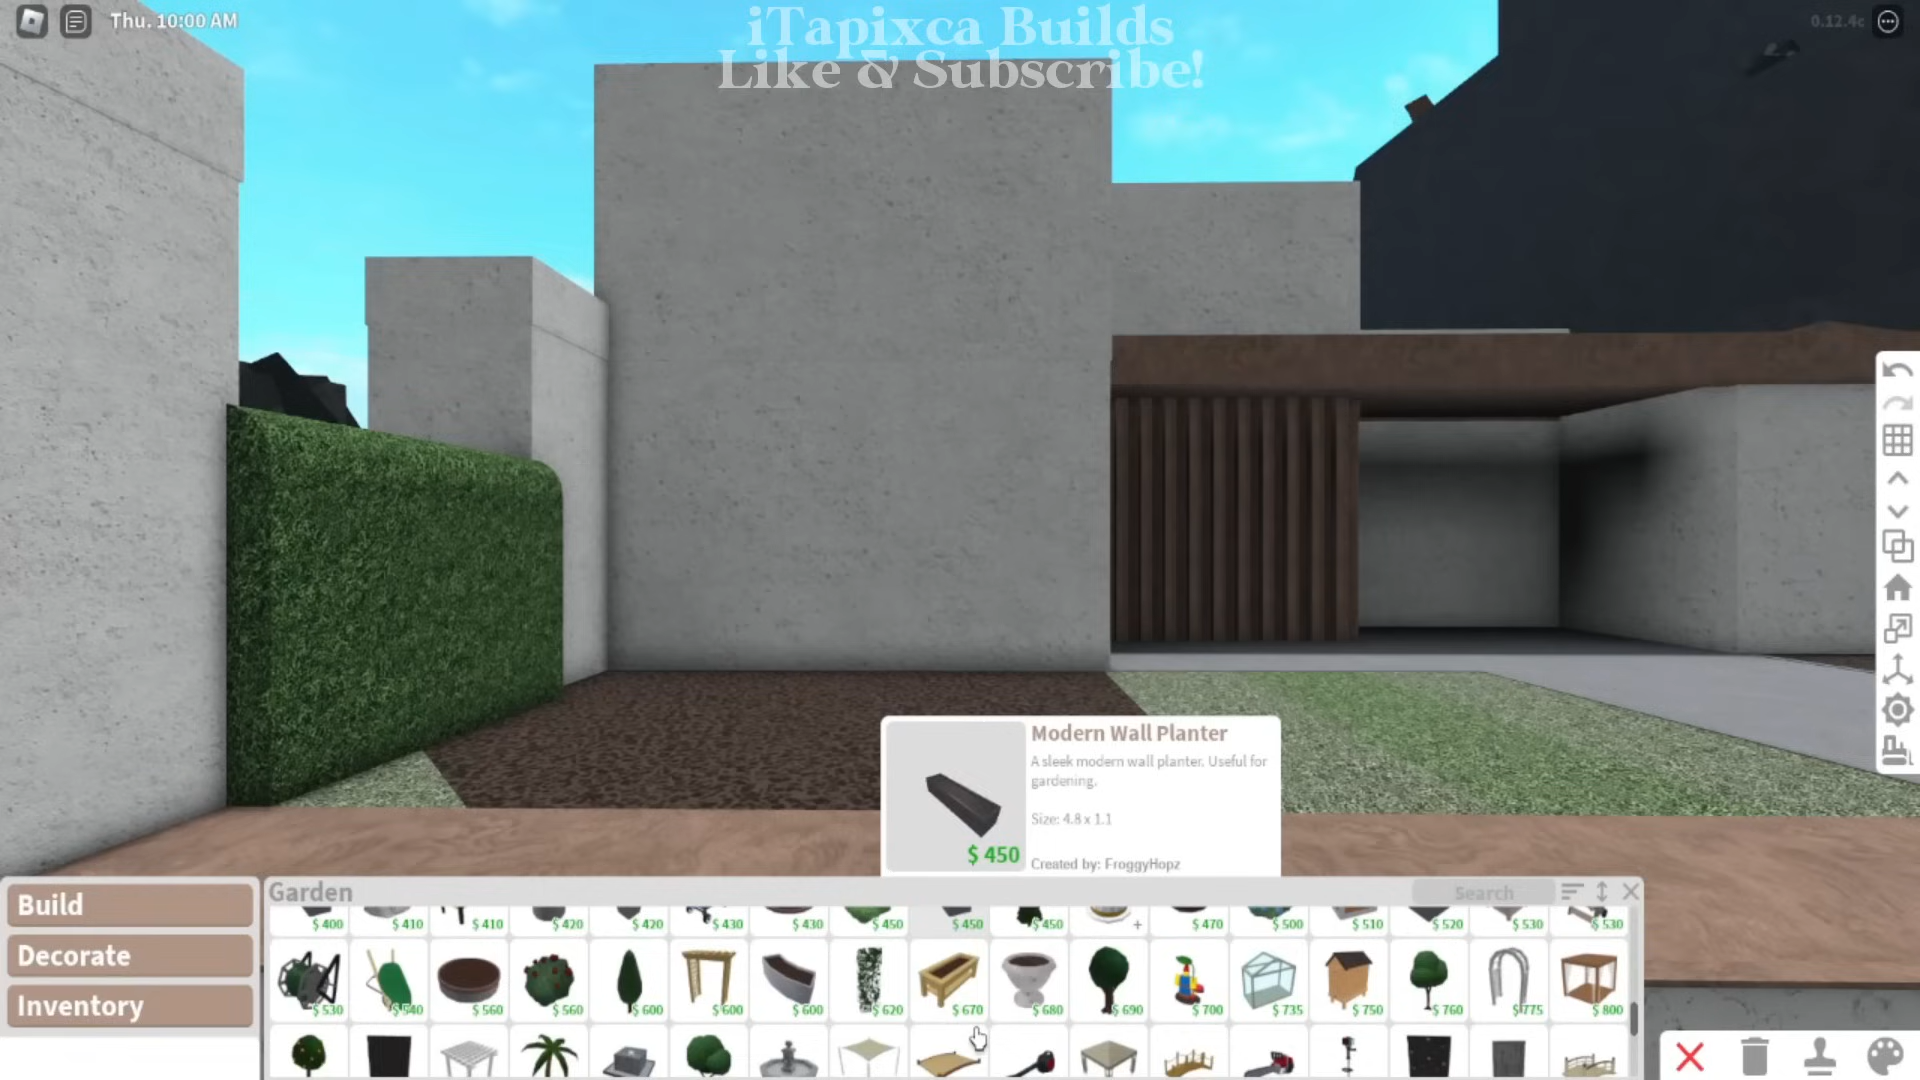 Thu. 10:00 AM
iTapixca Builds
Like & Subscribe!
0.12.4c
Modern Wall Planter
A sleek modern wall planter. Useful for
gardening.
Size: 4.8 x 1.1
$ 450
Created by: FroggyHopz
Build
Decorate
Inventory
Garden
Search
$ 400 $ 410 $ 410 $ 420 $ 420 $ 430 $ 430 $ 450 $ 450 $ 450 + $ 470 $ 500 $ 510 $ 520 $ 530 $ 530
$ 530 $ 540 $ 560 $ 560 $ 600 $ 600 $ 600 $ 620 $ 670 $ 680 $ 690 $ 700 $ 735 $ 750 $ 760 $ 775 $ 800